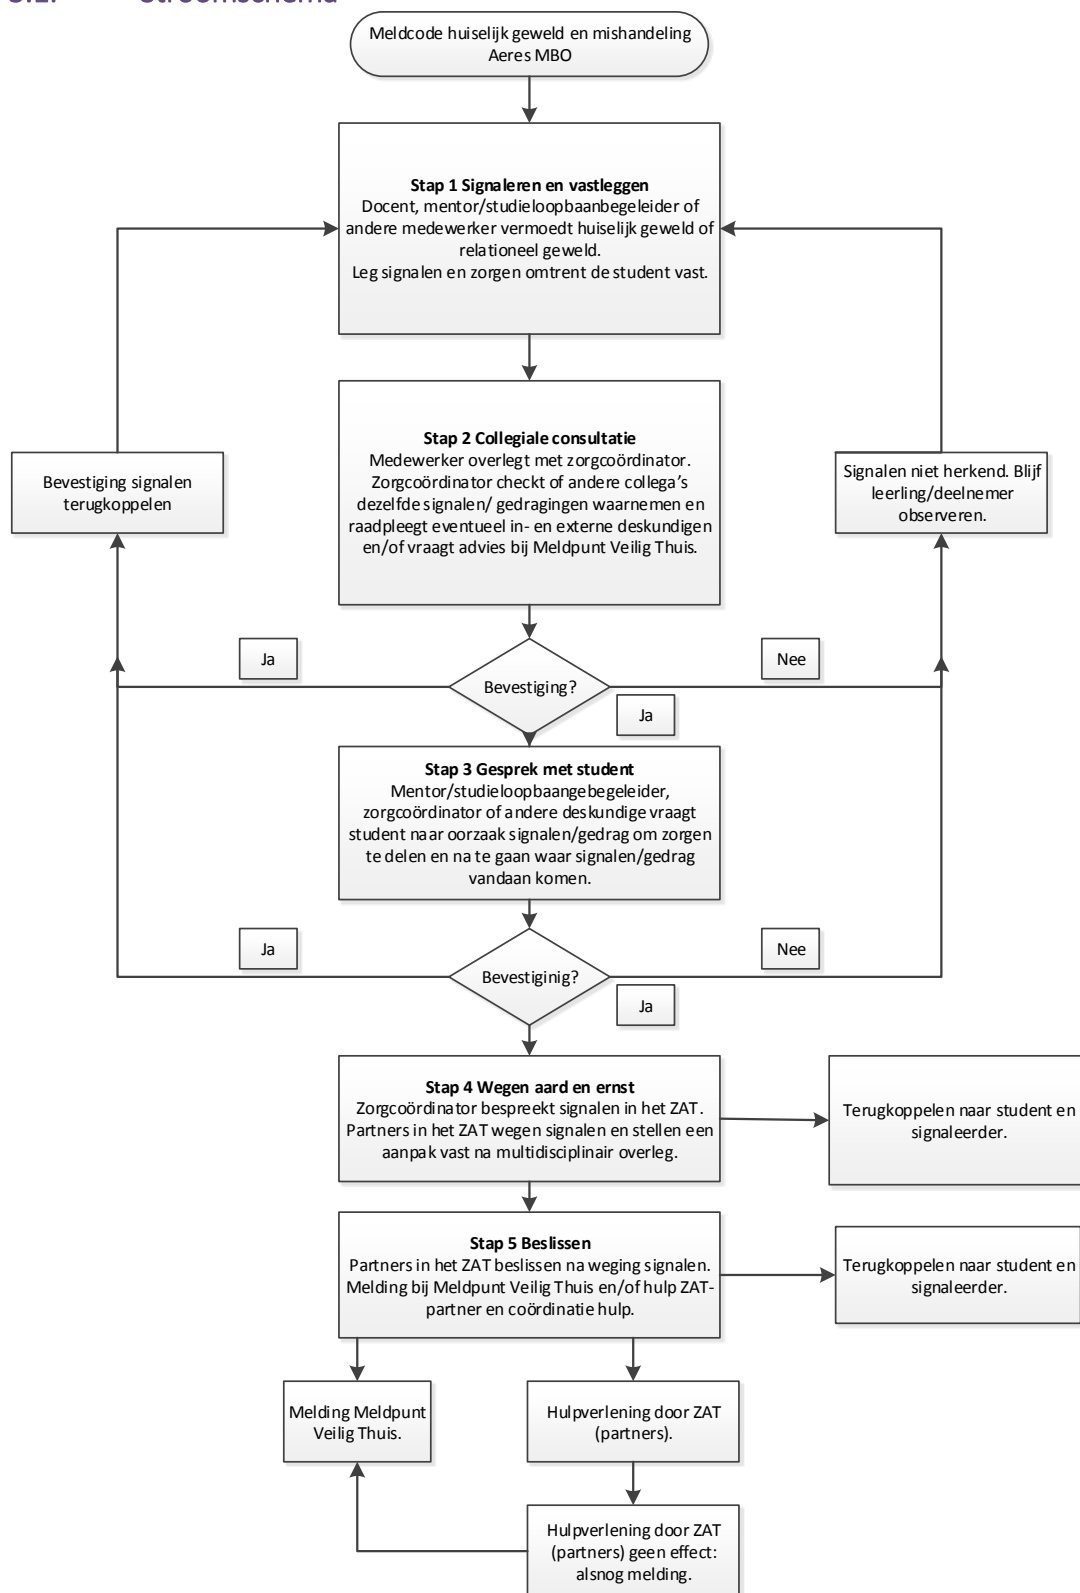 Stroomschema
Meldcode huiselijk geweld en mishandeling
Aeres MBO
Stap 1 Signaleren en vastleggen
Docent, mentor/studieloopbaanbegeleider of
andere medewerker vermoedt huiselijk geweld of
relationeel geweld.
Leg signalen en zorgen omtrent de student vast.
Stap 2 Collegiale consultatie
Medewerker overlegt met zorgcoördinator.
Zorgcoördinator checkt of andere collega's
dezelfde signalen/ gedragingen waarnemen en
raadpleegt eventueel in- en externe deskundigen
en/of vraagt advies bij Meldpunt Veilig Thuis.
Bevestiging signalen
terugkoppelen
Signalen niet herkend. Blijf
leerling/deelnemer
observeren.
Ja
Nee
Bevestiging?
Ja
Stap 3 Gesprek met student
Mentor/studieloopbaangebegeleider,
zorgcoördinator of andere deskundige vraagt
student naar oorzaak signalen/gedrag om zorgen
te delen en na te gaan waar signalen/gedrag
vandaan komen.
Ja
Nee
Bevestiginig?
Ja
Stap 4 Wegen aard en ernst
Zorgcoördinator bespreekt signalen in het ZAT.
Partners in het ZAT wegen signalen en stellen een
aanpak vast na multidisciplinair overleg.
Terugkoppelen naar student en
signaleerder.
Stap 5 Beslissen
Partners in het ZAT beslissen na weging signalen.
Melding bij Meldpunt Veilig Thuis en/of hulp ZAT-
partner en coördinatie hulp.
Terugkoppelen naar student en
signaleerder.
Melding Meldpunt
Veilig Thuis.
Hulpverlening door ZAT
(partners).
Hulpverlening door ZAT
(partners) geen effect:
alsnog melding.